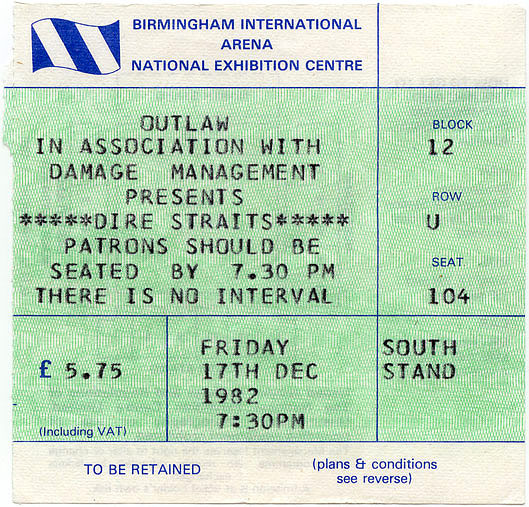 BIRMINGHAM INTERNATIONAL
ARENA
NATIONAL EXHIBITION CENTRE
OUTLAW
IN ASSOCIATION WITH
DAMAGE MANAGEMENT
PRESENTS
*****DIRE STRAITS*****
PATRONS SHOULD BE
SEATED BY 7.30 PM
THERE IS NO INTERVAL
BLOCK
12
ROW
U
SEAT
104
£ 5.75
(Including VAT)
FRIDAY
17TH DEC
1982
7:30PM
SOUTH
STAND
TO BE RETAINED
(plans & conditions
see reverse)